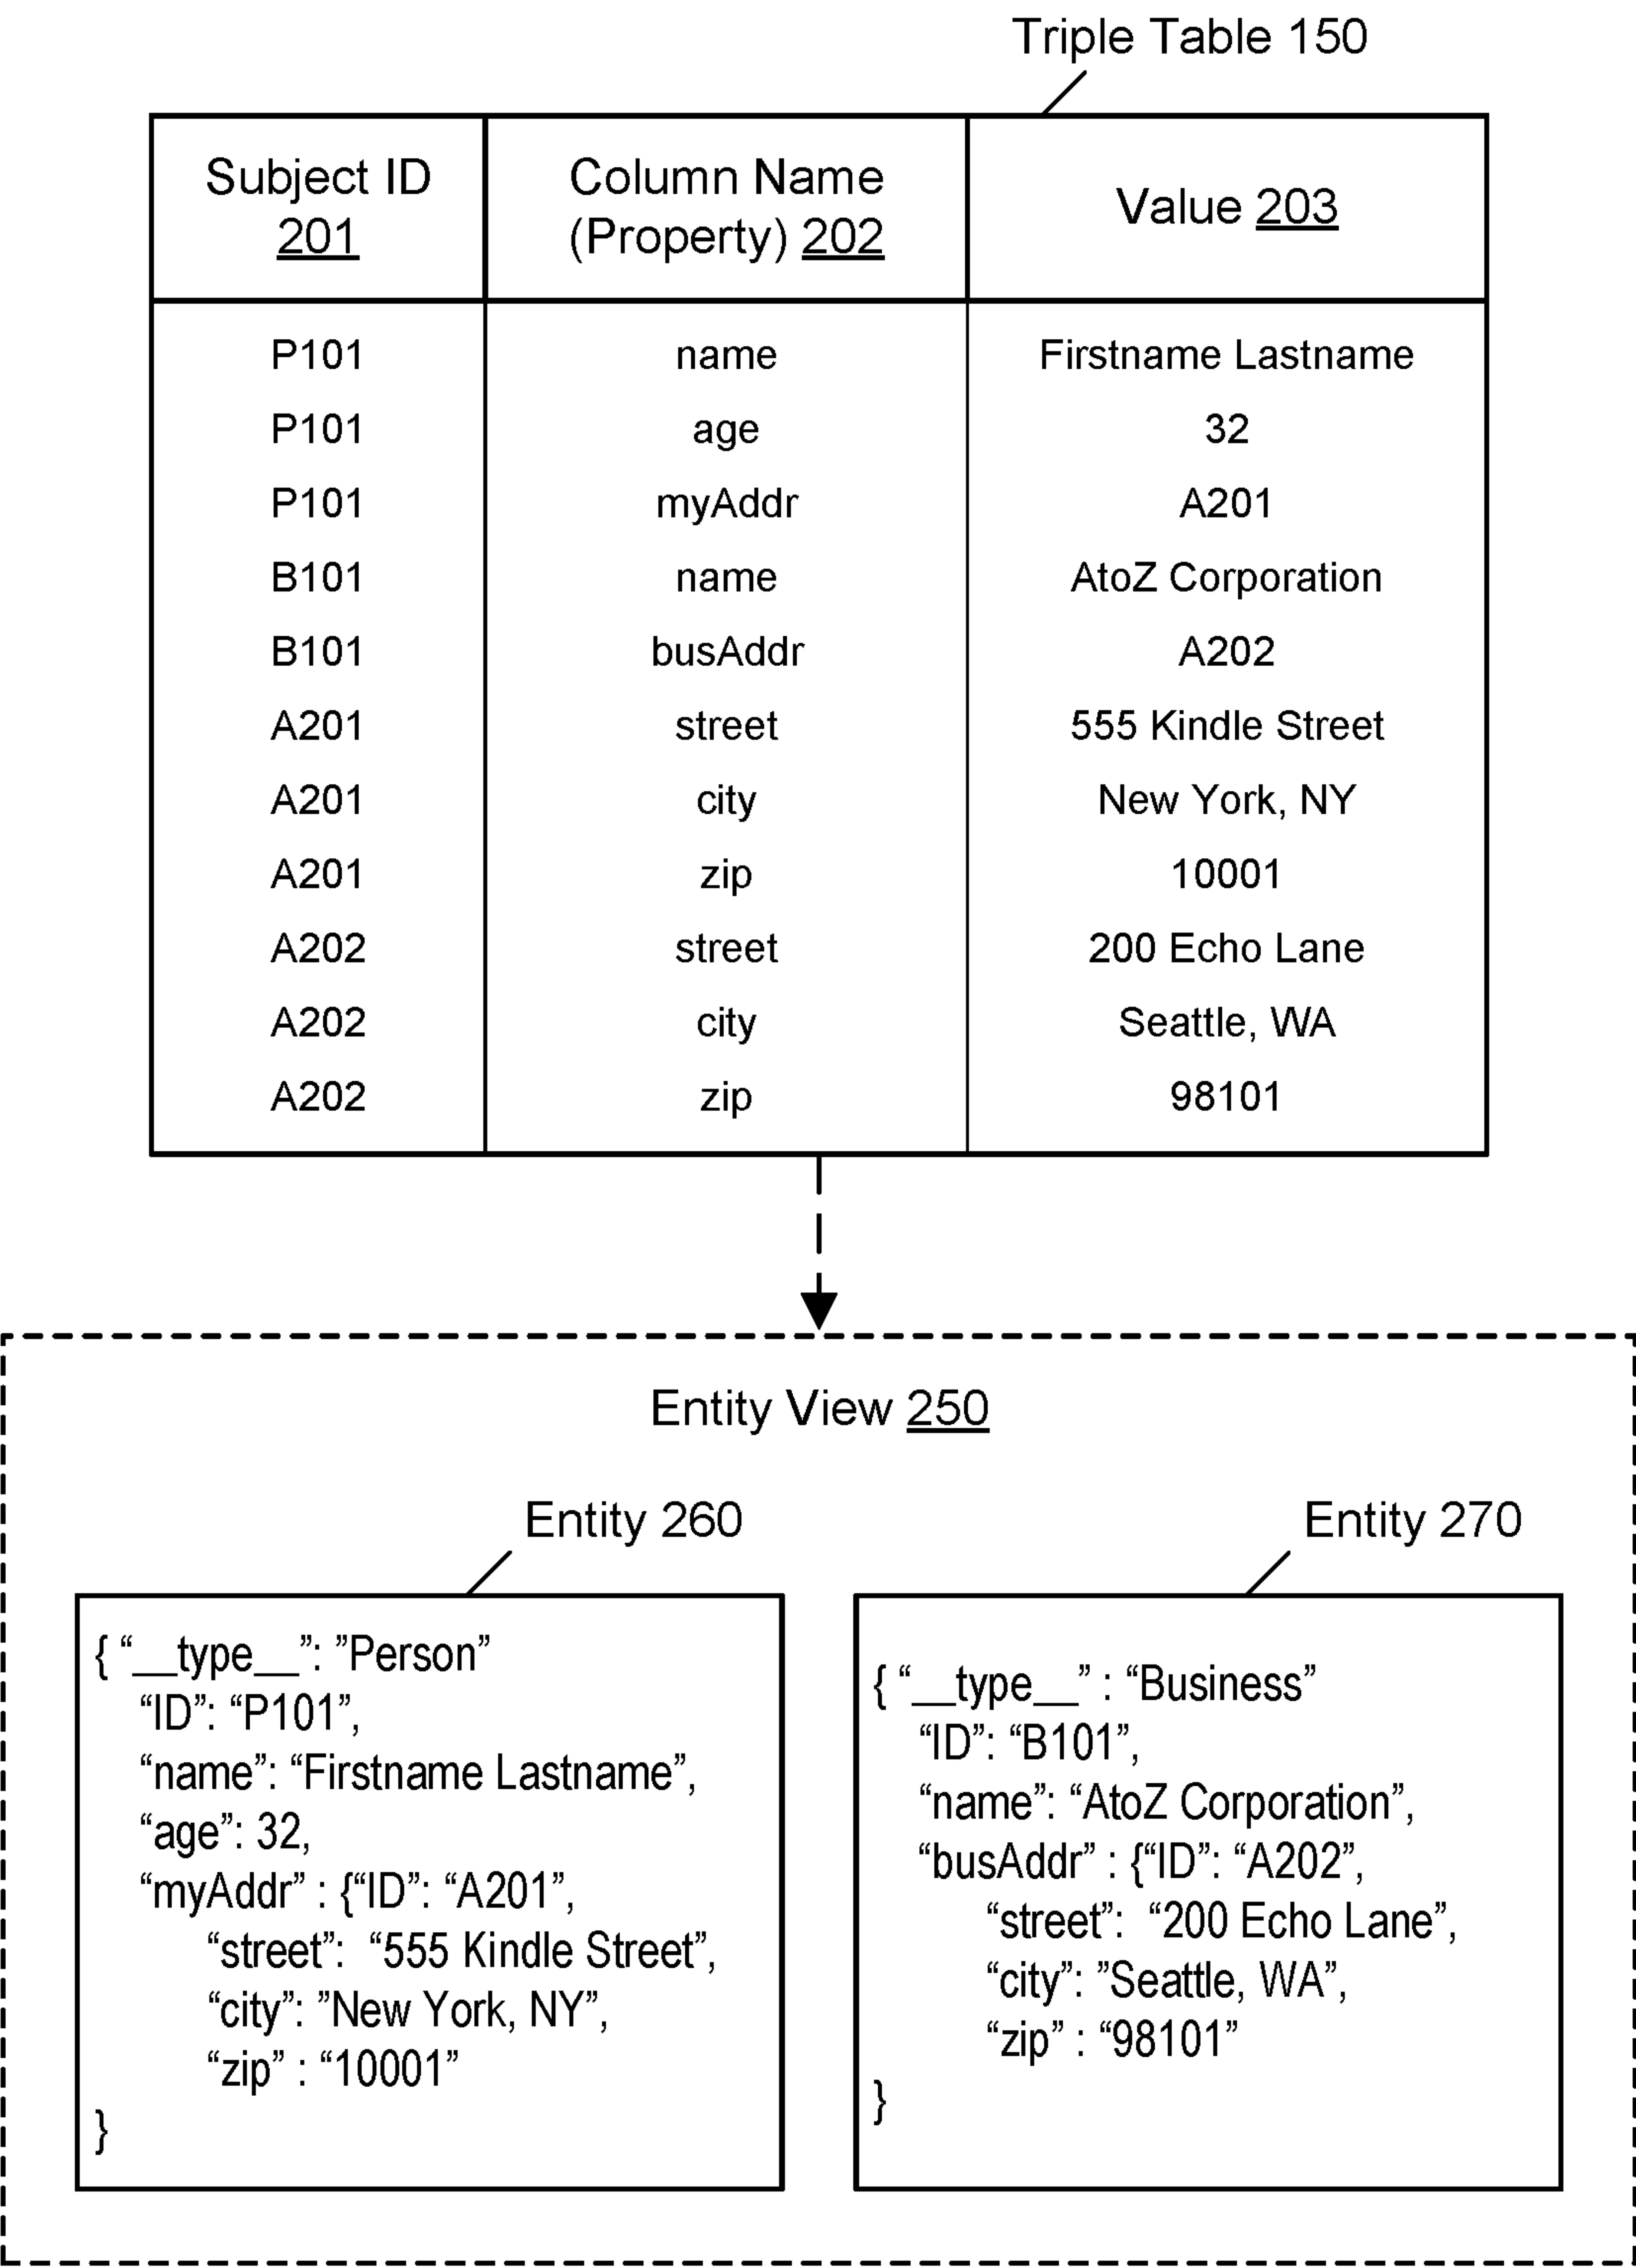 Triple Table 150
Subject ID 201 Column Name (Property) 202 Value 203
P101 name Firstname Lastname
P101 age 32
P101 myAddr A201
B101 name AtoZ Corporation
B101 busAddr A202
A201 street 555 Kindle Street
A201 city New York, NY
A201 zip 10001
A202 street 200 Echo Lane
A202 city Seattle, WA
A202 zip 98101
Entity View 250
Entity 260
{ “__type__”: ”Person”
“ID”: “P101”,
“name”: “Firstname Lastname”,
“age”: 32,
“myAddr” : {“ID”: “A201”,
“street”: “555 Kindle Street”,
“city”: ”New York, NY”,
“zip” : “10001”
}
Entity 270
{ “__type__” : “Business”
“ID”: “B101”,
“name”: “AtoZ Corporation”,
“busAddr” : {“ID”: “A202”,
“street”: “200 Echo Lane”,
“city”: ”Seattle, WA”,
“zip” : “98101”
}